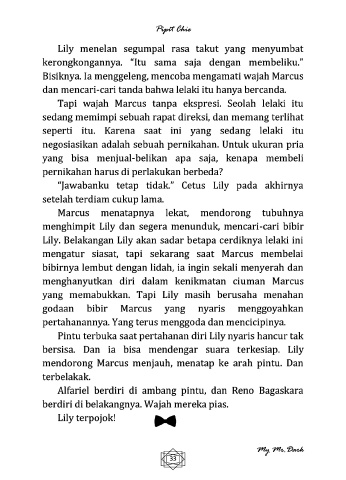 Pipit Chie
Lily menelan segumpal rasa takut yang menyumbat
kerongkongannya. “Itu sama saja dengan membeliku.”
Bisiknya. Ia menggeleng, mencoba mengamati wajah Marcus
dan mencari-cari tanda bahwa lelaki itu hanya bercanda.
Tapi wajah Marcus tanpa ekspresi. Seolah lelaki itu
sedang memimpi sebuah rapat direksi, dan memang terlihat
seperti itu. Karena saat ini yang sedang lelaki itu
negosiasikan adalah sebuah pernikahan. Untuk ukuran pria
yang bisa menjual-belikan apa saja, kenapa membeli
pernikahan harus di perlakukan berbeda?
“Jawabanku tetap tidak.” Cetus Lily pada akhirnya
setelah terdiam cukup lama.
Marcus menatapnya lekat, mendorong tubuhnya
menghimpit Lily dan segera menunduk, mencari-cari bibir
Lily. Belakangan Lily akan sadar betapa cerdiknya lelaki ini
mengatur siasat, tapi sekarang saat Marcus membelai
bibirnya lembut dengan lidah, ia ingin sekali menyerah dan
menghanyutkan diri dalam kenikmatan ciuman Marcus
yang memabukkan. Tapi Lily masih berusaha menahan
godaan bibir Marcus yang nyaris menggoyahkan
pertahanannya. Yang terus menggoda dan mencicipinya.
Pintu terbuka saat pertahanan diri Lily nyaris hancur tak
bersisa. Dan ia bisa mendengar suara terkesiap. Lily
mendorong Marcus menjauh, menatap ke arah pintu. Dan
terbelakak.
Alfariel berdiri di ambang pintu, dan Reno Bagaskara
berdiri di belakangnya. Wajah mereka pias.
Lily terpojok!
My Mr. Dark
33